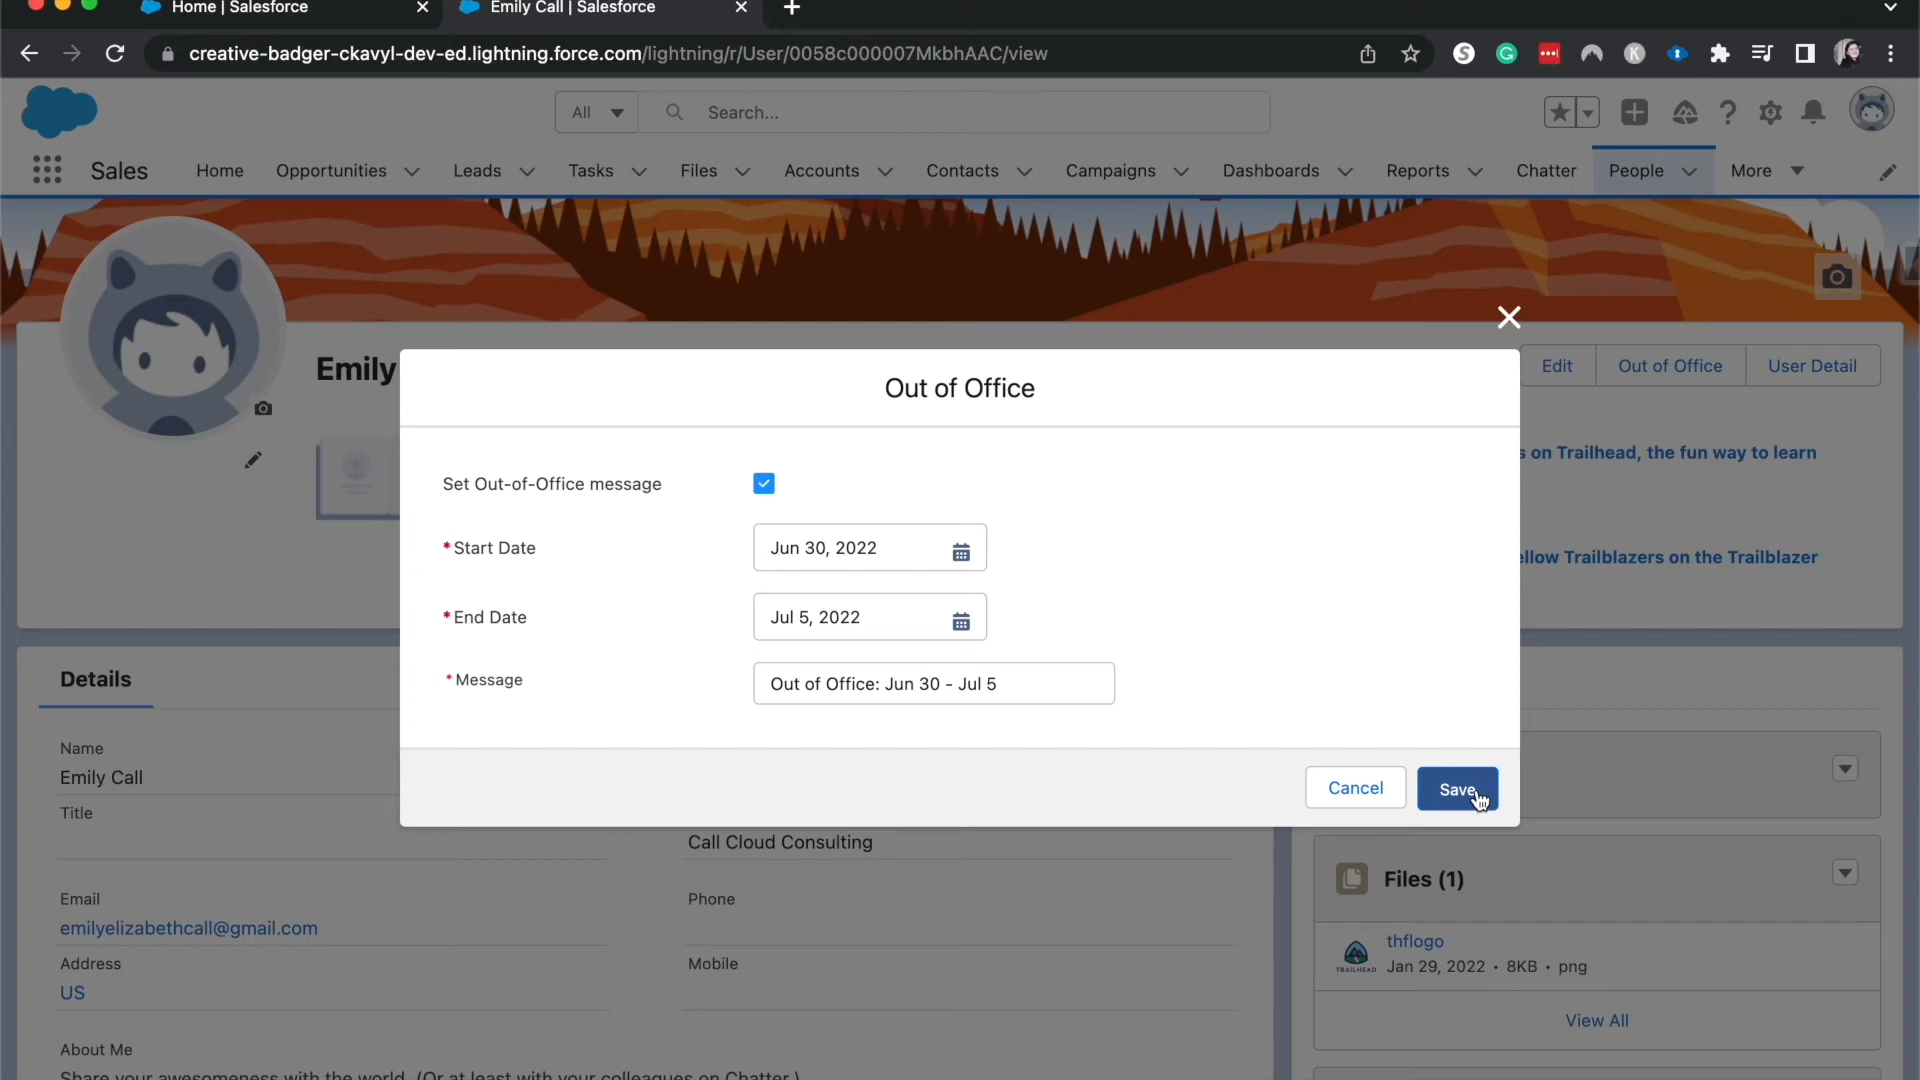 Home | Salesforce
Emily Call | Salesforce
creative-badger-ckavyl-dev-ed.lightning.force.com/lightning/r/User/0058c000007MkbhAAC/view
All
Search...
Sales
Home
Opportunities
Leads
Tasks
Files
Accounts
Contacts
Campaigns
Dashboards
Reports
Chatter
People
More
Emily
Edit
Out of Office
User Detail
Out of Office
s on Trailhead, the fun way to learn
Set Out-of-Office message
*Start Date
Jun 30, 2022
ellow Trailblazers on the Trailblazer
*End Date
Jul 5, 2022
*Message
Out of Office: Jun 30 - Jul 5
Cancel
Save
Details
Name
Emily Call
Title
Call Cloud Consulting
Email
emilyelizabethcall@gmail.com
Phone
Address
US
Mobile
About Me
Share your awesomeness with the world. (Or at least with your colleagues on Chatter.)
Files (1)
thflogo
TRAILHEAD
Jan 29, 2022 • 8KB • png
View All